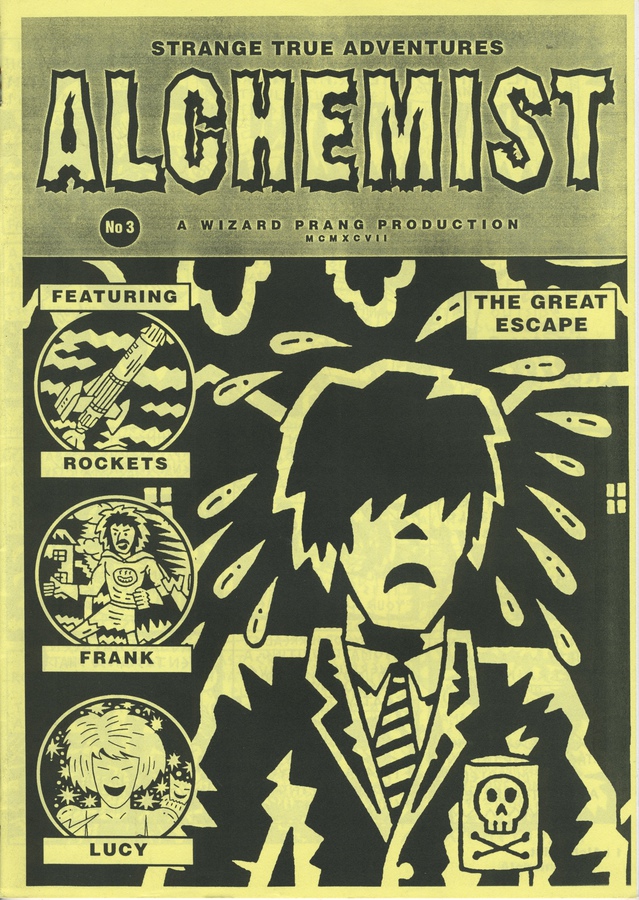 STRANGE TRUE ADVENTURES
ALCHEMIST
No 3
A WIZARD PRANG PRODUCTION
MCMXCVII
FEATURING
THE GREAT
ESCAPE
ROCKETS
FRANK
LUCY